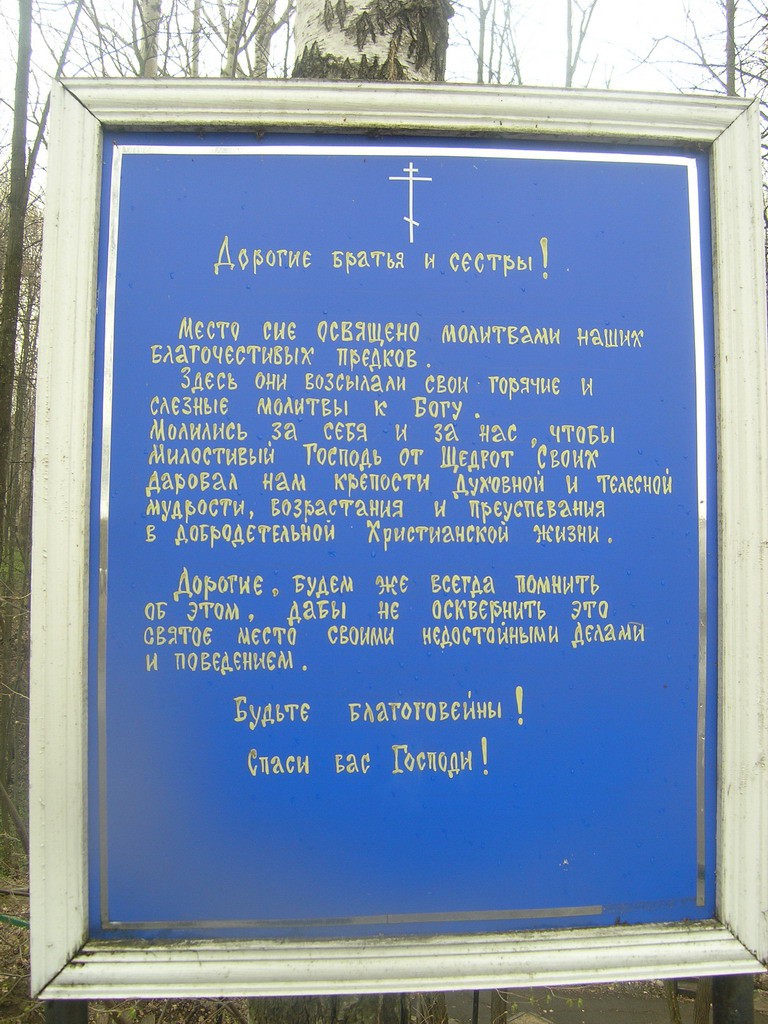 Дорогие братья и сестры!
Место сие освящено молитвами наших
благочестивых предков.
Здесь они возсылали свои горячие и
слезные молитвы к Богу.
Молились за себя и за нас, чтобы
Милостивый Господь от Щедрот Своих
даровал нам крепости Духовной и телесной
мудрости, возрастания и преуспевания
в добродетельной Христианской жизни.
Дорогие, будем же всегда помнить
об этом, дабы не осквернить это
святое место своими недостойными делами
и поведением.
Будьте благоговейны!
Спаси вас Господи!